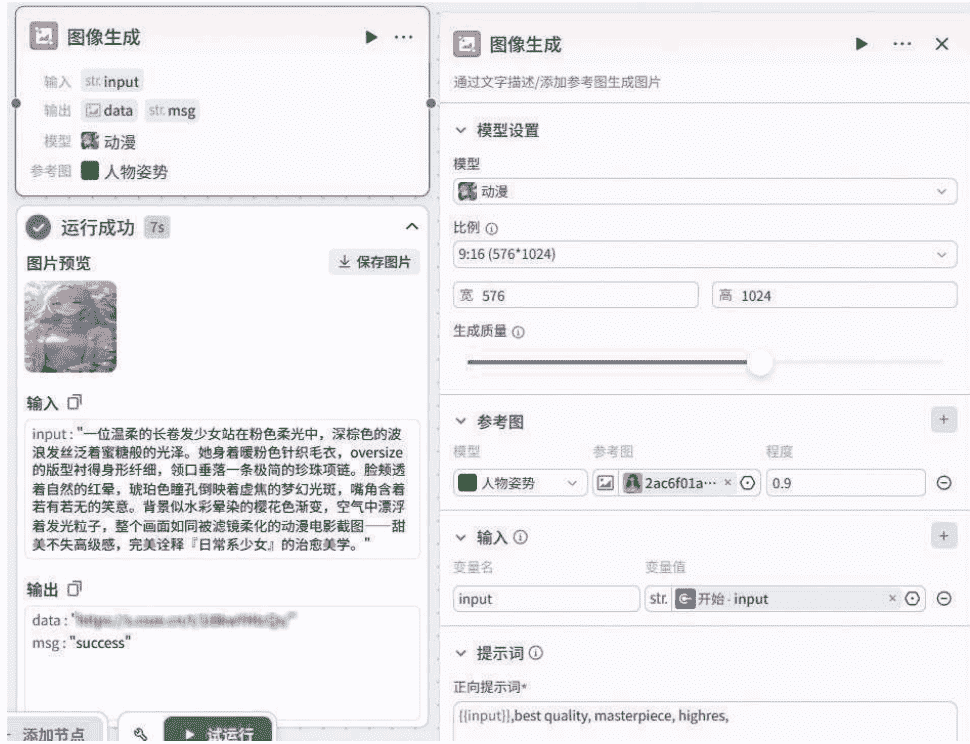 图像生成
输入 str. input
输出 data str. msg
模型 动漫
参考图 人物姿势
运行成功 7s
图片预览 保存图片
输入
input : "一位温柔的长卷发少女站在粉色柔光中，深棕色的波
浪发丝泛着蜜糖般的光泽。她身着暖粉色针织毛衣，oversize
的版型衬得身形纤细，领口垂落一条极简的珍珠项链。脸颊透
着自然的红晕，琥珀色瞳孔倒映着虚焦的梦幻光斑，嘴角含着
若有若无的笑意。背景似水彩晕染的樱花色渐变，空气中漂浮
着发光粒子，整个画面如同被滤镜柔化的动漫电影截图——甜
美不失高级感，完美诠释『日常系少女』的治愈美学。"
输出
data :
msg : "success"
添加节点 试运行
图像生成
通过文字描述/添加参考图生成图片
模型设置
模型
动漫
比例
9:16 (576*1024)
宽 576 高 1024
生成质量
参考图
模型 参考图 程度
人物姿势 2ac6f01a··· × 0.9
输入
变量名 变量值
input str. 开始 · input ×
提示词
正向提示词*
{{input}},best quality, masterpiece, highres,